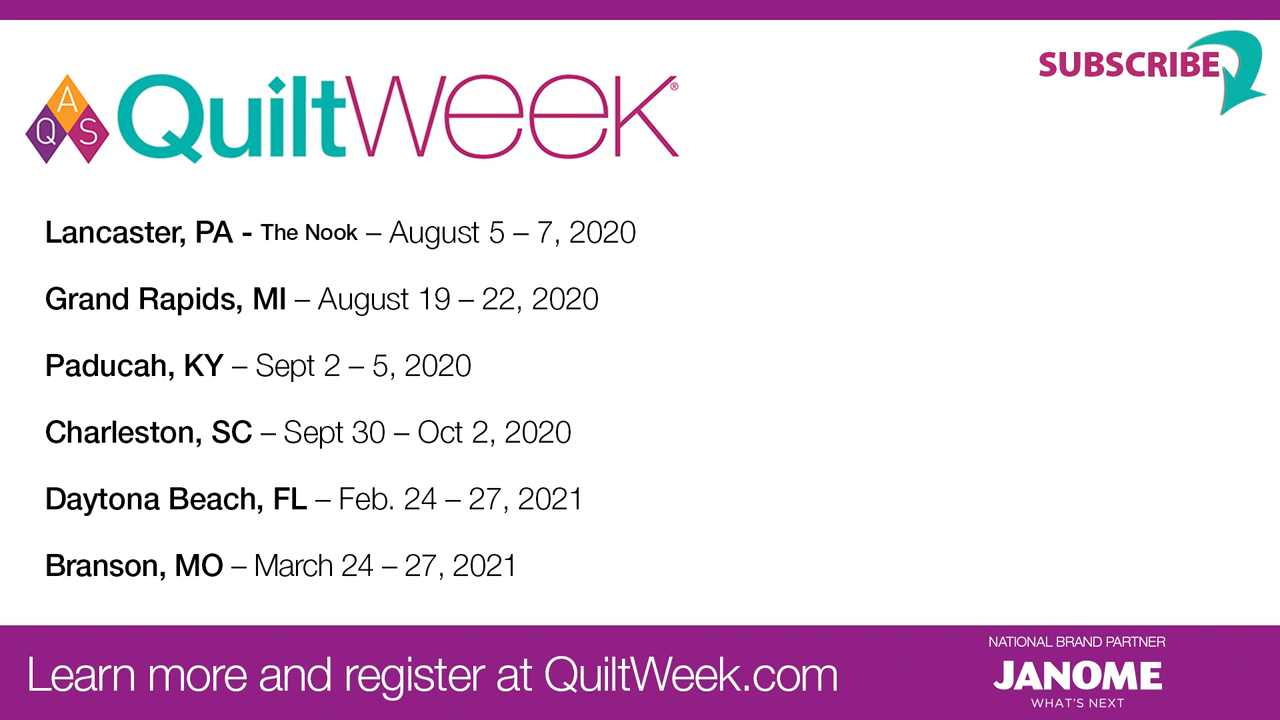 SUBSCRIBE
A
Q S
QuiltWeek®
Lancaster, PA - The Nook – August 5 – 7, 2020
Grand Rapids, MI – August 19 – 22, 2020
Paducah, KY – Sept 2 – 5, 2020
Charleston, SC – Sept 30 – Oct 2, 2020
Daytona Beach, FL – Feb. 24 – 27, 2021
Branson, MO – March 24 – 27, 2021
Learn more and register at QuiltWeek.com
NATIONAL BRAND PARTNER
JANOME
WHAT'S NEXT